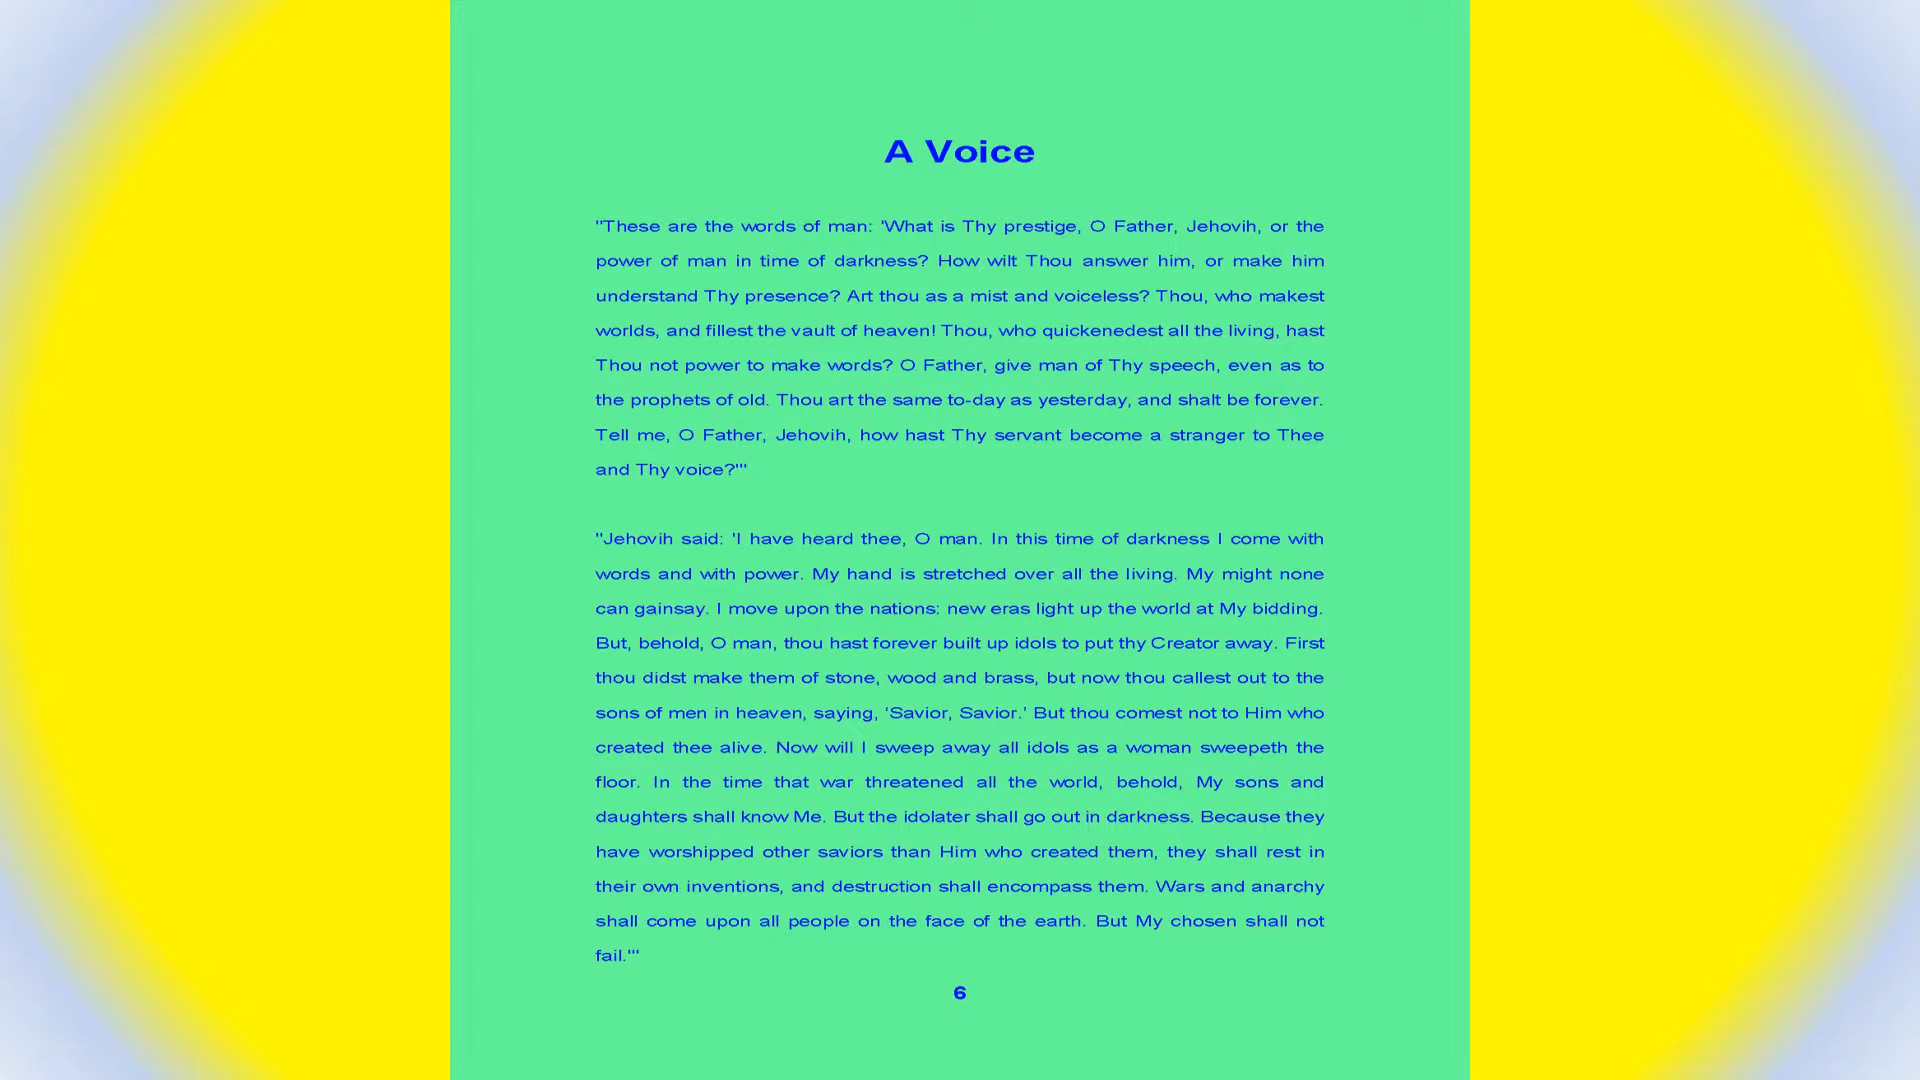 A Voice
"These are the words of man: 'What is Thy prestige, O Father, Jehovih, or the
power of man in time of darkness? How wilt Thou answer him, or make him
understand Thy presence? Art thou as a mist and voiceless? Thou, who makest
worlds, and fillest the vault of heaven! Thou, who quickenedest all the living, hast
Thou not power to make words? O Father, give man of Thy speech, even as to
the prophets of old. Thou art the same to-day as yesterday, and shalt be forever.
Tell me, O Father, Jehovih, how hast Thy servant become a stranger to Thee
and Thy voice?'"
"Jehovih said: 'I have heard thee, O man. In this time of darkness I come with
words and with power. My hand is stretched over all the living. My might none
can gainsay. I move upon the nations: new eras light up the world at My bidding.
But, behold, O man, thou hast forever built up idols to put thy Creator away. First
thou didst make them of stone, wood and brass, but now thou callest out to the
sons of men in heaven, saying, ‘Savior, Savior.’ But thou comest not to Him who
created thee alive. Now will I sweep away all idols as a woman sweepeth the
floor. In the time that war threatened all the world, behold, My sons and
daughters shall know Me. But the idolater shall go out in darkness. Because they
have worshipped other saviors than Him who created them, they shall rest in
their own inventions, and destruction shall encompass them. Wars and anarchy
shall come upon all people on the face of the earth. But My chosen shall not
fail.'"
6